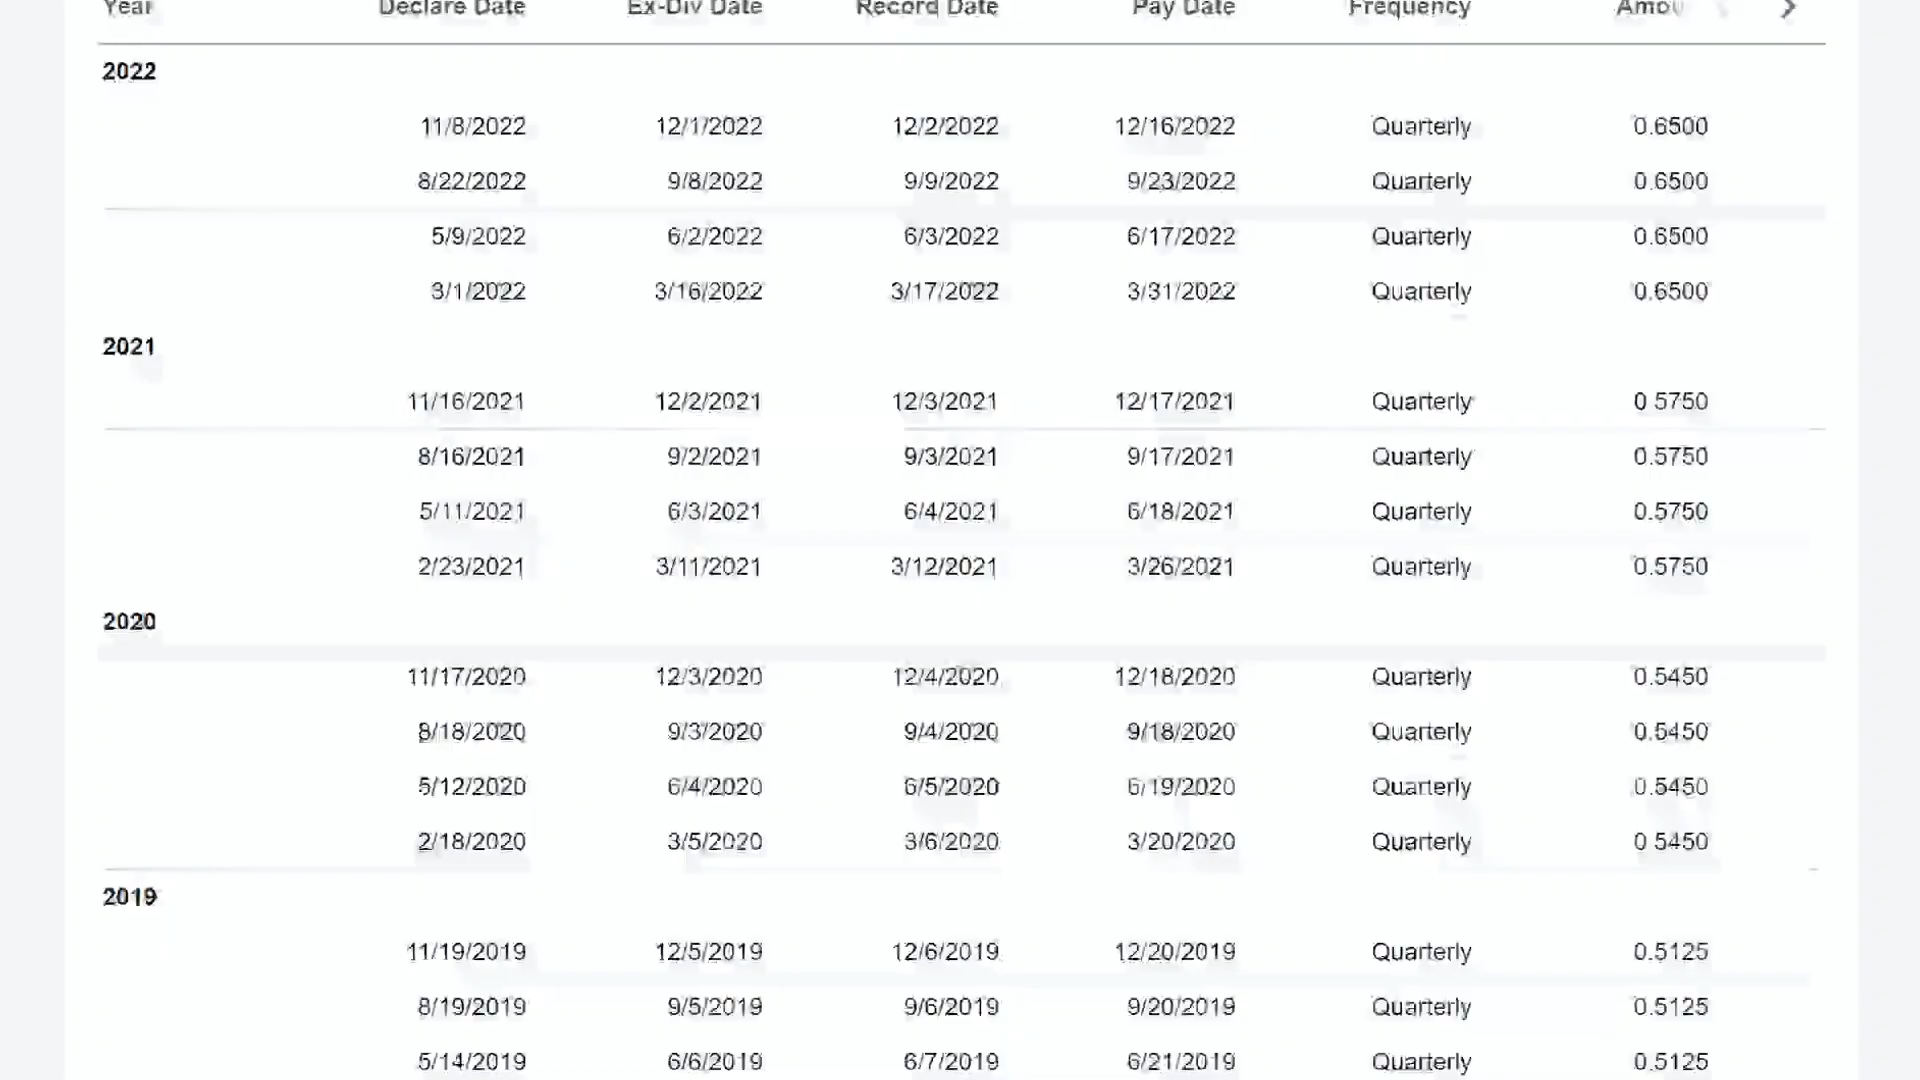 Year Declare Date Ex-Div Date Record Date Pay Date Frequency
2022
11/8/2022 12/1/2022 12/2/2022 12/16/2022 Quarterly 0.6500
8/22/2022 9/8/2022 9/9/2022 9/23/2022 Quarterly 0.6500
5/9/2022 6/2/2022 6/3/2022 6/17/2022 Quarterly 0.6500
3/1/2022 3/16/2022 3/17/2022 3/31/2022 Quarterly 0.6500
2021
11/16/2021 12/2/2021 12/3/2021 12/17/2021 Quarterly 0.5750
8/16/2021 9/2/2021 9/3/2021 9/17/2021 Quarterly 0.5750
5/11/2021 6/3/2021 6/4/2021 6/18/2021 Quarterly 0.5750
2/23/2021 3/11/2021 3/12/2021 3/26/2021 Quarterly 0.5750
2020
11/17/2020 12/3/2020 12/4/2020 12/18/2020 Quarterly 0.5450
8/18/2020 9/3/2020 9/4/2020 9/18/2020 Quarterly 0.5450
5/12/2020 6/4/2020 6/5/2020 6/19/2020 Quarterly 0.5450
2/18/2020 3/5/2020 3/6/2020 3/20/2020 Quarterly 0.5450
2019
11/19/2019 12/5/2019 12/6/2019 12/20/2019 Quarterly 0.5125
8/19/2019 9/5/2019 9/6/2019 9/20/2019 Quarterly 0.5125
5/14/2019 6/6/2019 6/7/2019 6/21/2019 Quarterly 0.5125